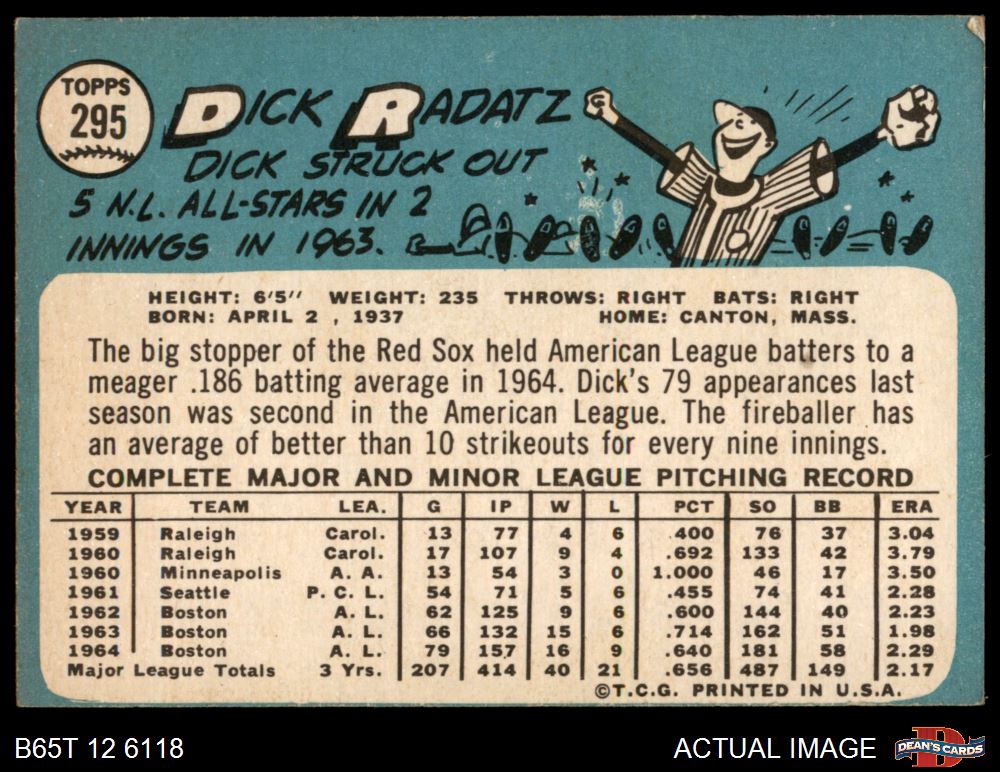 TOPPS
295
DICK RADATZ
DICK STRUCK OUT
5 N.L. ALL-STARS IN 2
INNINGS IN 1963.
HEIGHT: 6'5" WEIGHT: 235 THROWS: RIGHT BATS: RIGHT
BORN: APRIL 2 , 1937 HOME: CANTON, MASS.
The big stopper of the Red Sox held American League batters to a
meager .186 batting average in 1964. Dick's 79 appearances last
season was second in the American League. The fireballer has
an average of better than 10 strikeouts for every nine innings.
COMPLETE MAJOR AND MINOR LEAGUE PITCHING RECORD
YEAR TEAM LEA. G IP W L PCT SO BB ERA
1959 Raleigh Carol. 13 77 4 6 .400 76 37 3.04
1960 Raleigh Carol. 17 107 9 4 .692 133 42 3.79
1960 Minneapolis A. A. 13 54 3 0 1.000 46 17 3.50
1961 Seattle P. C. L. 54 71 5 6 .455 74 41 2.28
1962 Boston A. L. 62 125 9 6 .600 144 40 2.23
1963 Boston A. L. 66 132 15 6 .714 162 51 1.98
1964 Boston A. L. 79 157 16 9 .640 181 58 2.29
Major League Totals 3 Yrs. 207 414 40 21 .656 487 149 2.17
©T.C.G. PRINTED IN U.S.A.
B65T 12 6118 ACTUAL IMAGE DEAN'S CARDS